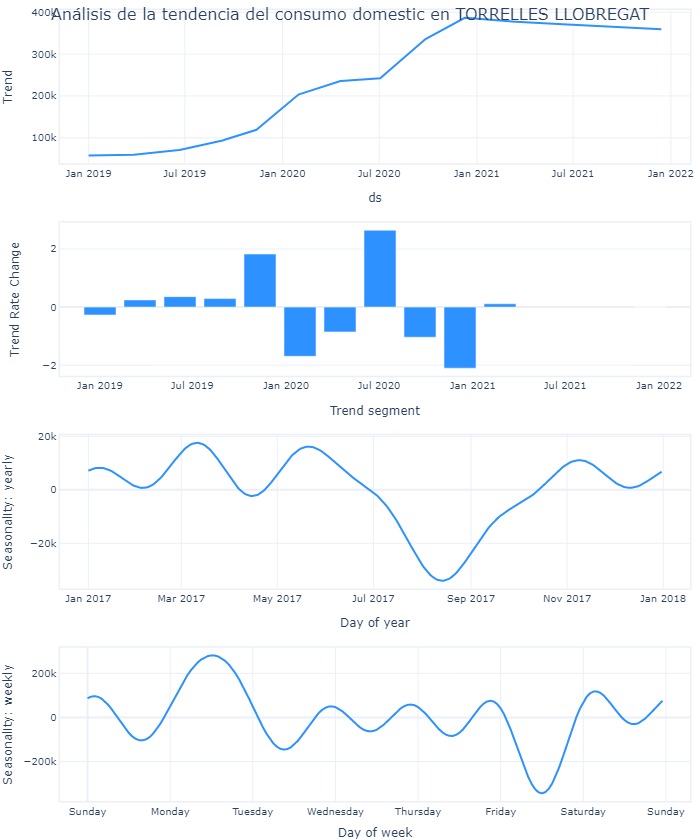 Análisis de la tendencia del consumo domestic en TORRELLES LLOBREGAT
400k
300k
200k
100k
Trend
Jan 2019 Jul 2019 Jan 2020 Jul 2020 Jan 2021 Jul 2021 Jan 2022
ds
2
0
−2
Trend Rate Change
Jan 2019 Jul 2019 Jan 2020 Jul 2020 Jan 2021 Jul 2021 Jan 2022
Trend segment
20k
0
−20k
Seasonality: yearly
Jan 2017 Mar 2017 May 2017 Jul 2017 Sep 2017 Nov 2017 Jan 2018
Day of year
200k
0
−200k
Seasonality: weekly
Sunday Monday Tuesday Wednesday Thursday Friday Saturday Sunday
Day of week